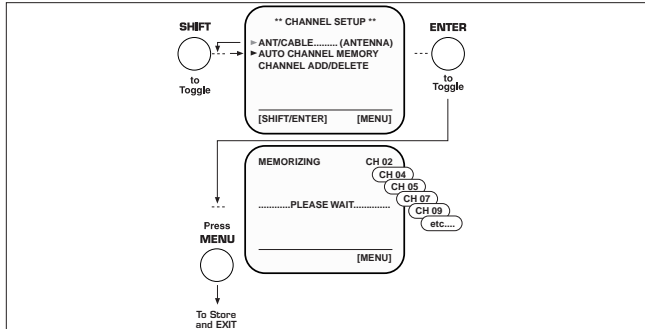 ** CHANNEL SETUP **
SHIFT
ENTER
ANT/CABLE......... (ANTENNA)
AUTO CHANNEL MEMORY
CHANNEL ADD/DELETE
to
Toggle
to
Toggle
[SHIFT/ENTER] [MENU]
MEMORIZING CH 02
CH 04
CH 05
CH 07
CH 09
etc....
............PLEASE WAIT..............
Press
MENU
[MENU]
To Store
and EXIT